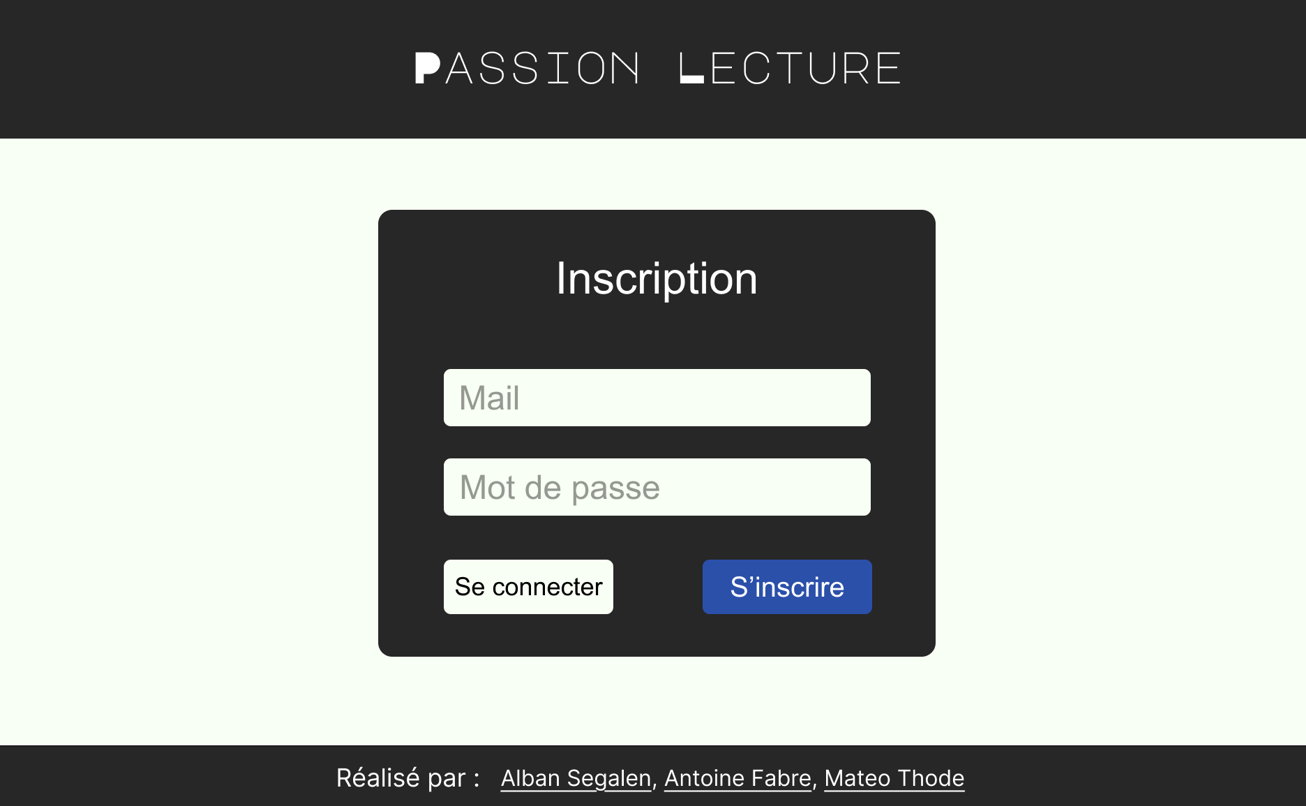 PASSION LECTURE
Inscription
Mail
Mot de passe
Se connecter
S’inscrire
Réalisé par : Alban Segalen, Antoine Fabre, Mateo Thode